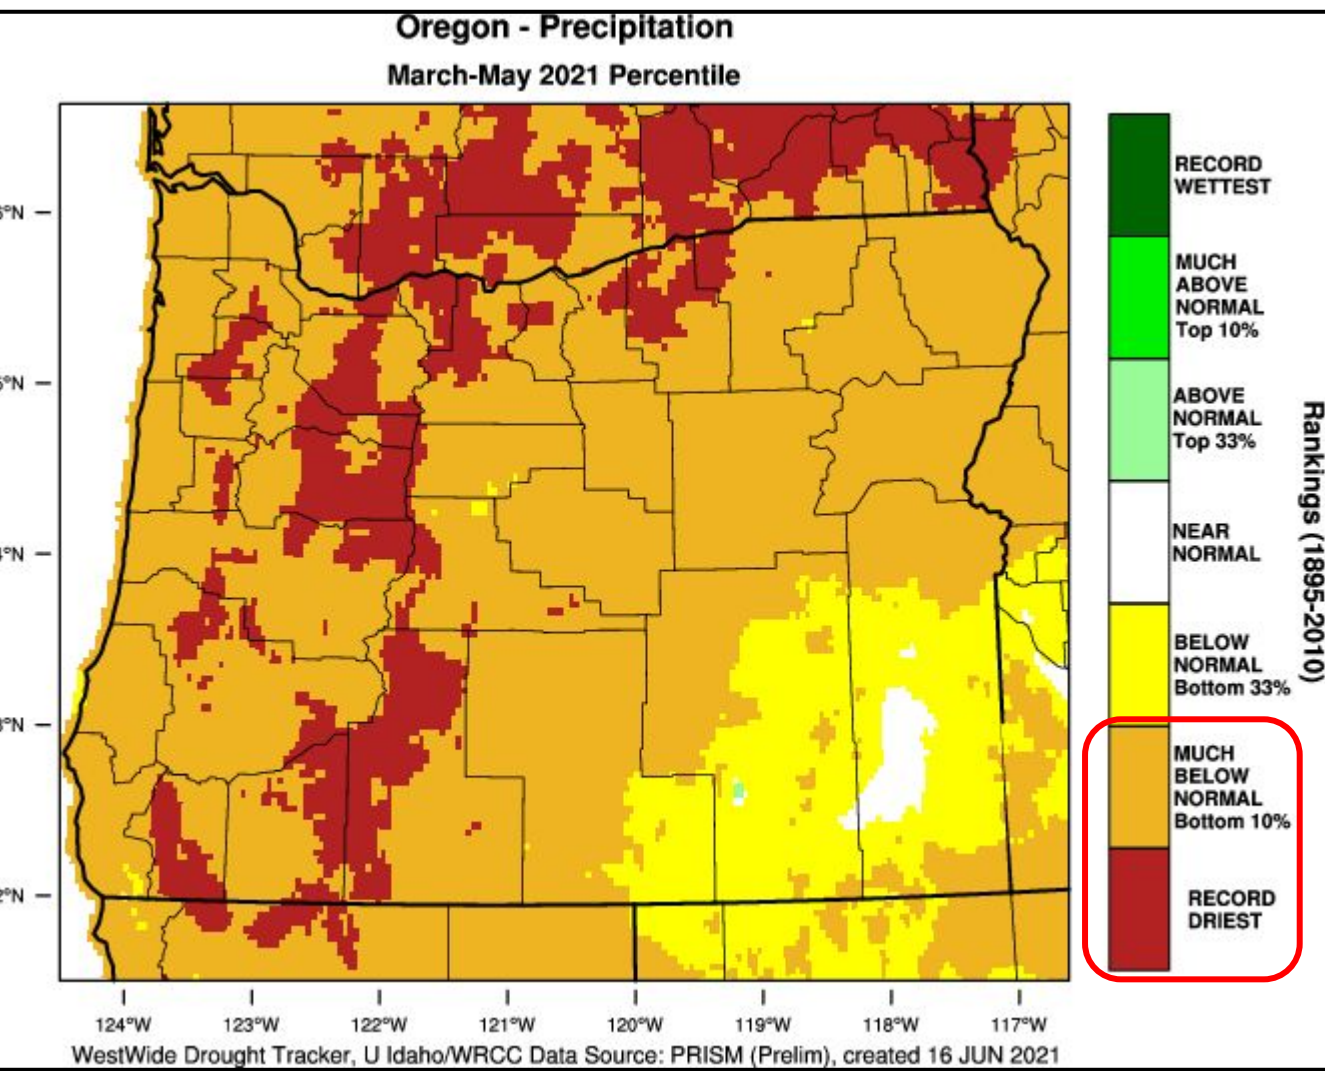 Oregon - Precipitation
March-May 2021 Percentile
RECORD
WETTEST
MUCH
ABOVE
NORMAL
Top 10%
ABOVE
NORMAL
Top 33%
NEAR
NORMAL
BELOW
NORMAL
Bottom 33%
MUCH
BELOW
NORMAL
Bottom 10%
RECORD
DRIEST
Rankings (1895-2010)
°N
°N
°N
°N
°N
124°W 123°W 122°W 121°W 120°W 119°W 118°W 117°W
WestWide Drought Tracker, U Idaho/WRCC Data Source: PRISM (Prelim), created 16 JUN 2021